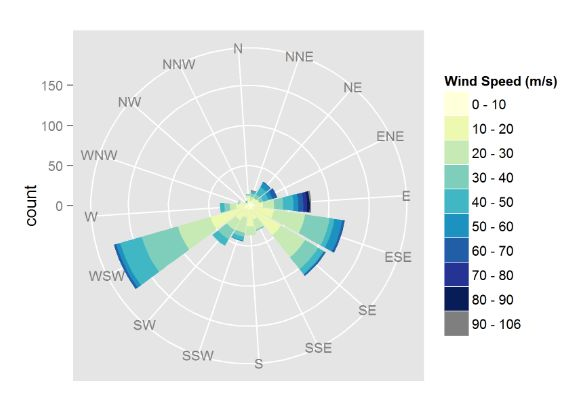 N
NNE
NE
ENE
E
ESE
SE
SSE
S
SSW
SW
WSW
W
WNW
NW
NNW
150
100
50
0
count
Wind Speed (m/s)
0 - 10
10 - 20
20 - 30
30 - 40
40 - 50
50 - 60
60 - 70
70 - 80
80 - 90
90 - 106